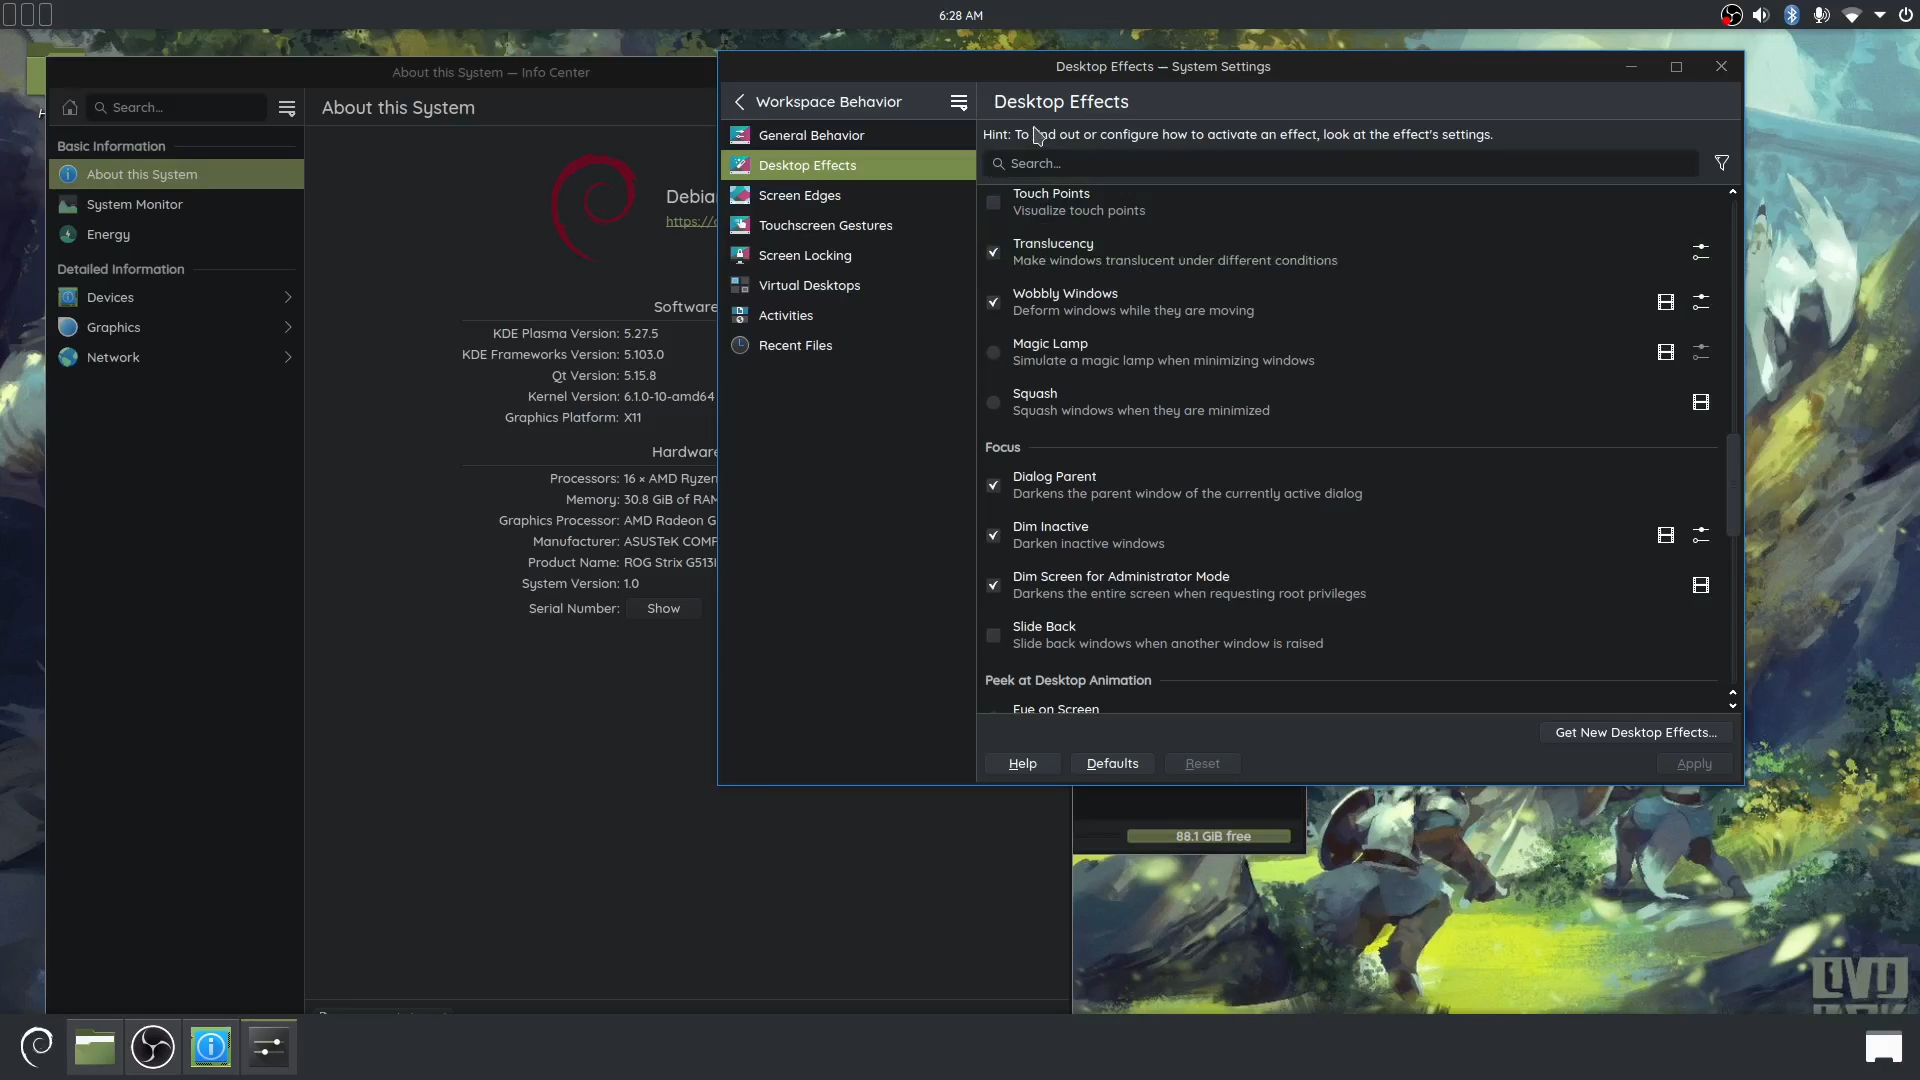 6:28 AM
About this System — Info Center
Search...
About this System
Basic Information
About this System
System Monitor
Energy
Detailed Information
Devices
Graphics
Network
https://
Software
KDE Plasma Version: 5.27.5
KDE Frameworks Version: 5.103.0
Qt Version: 5.15.8
Kernel Version: 6.1.0-10-amd64
Graphics Platform: X11
Hardware
Processors: 16 × AMD Ryzen
Memory: 30.8 GiB of RAM
Graphics Processor: AMD Radeon
Manufacturer: ASUSTeK COMP
Product Name: ROG Strix G513
System Version: 1.0
Serial Number: Show
Desktop Effects — System Settings
Workspace Behavior
General Behavior
Desktop Effects
Screen Edges
Touchscreen Gestures
Screen Locking
Virtual Desktops
Activities
Recent Files
Desktop Effects
Hint: To find out or configure how to activate an effect, look at the effect's settings.
Search...
Touch Points
Visualize touch points
Translucency
Make windows translucent under different conditions
Wobbly Windows
Deform windows while they are moving
Magic Lamp
Simulate a magic lamp when minimizing windows
Squash
Squash windows when they are minimized
Focus
Dialog Parent
Darkens the parent window of the currently active dialog
Dim Inactive
Darken inactive windows
Dim Screen for Administrator Mode
Darkens the entire screen when requesting root privileges
Slide Back
Slide back windows when another window is raised
Peek at Desktop Animation
Eye on Screen
Get New Desktop Effects...
Help
Defaults
Reset
Apply
88.1 GiB free